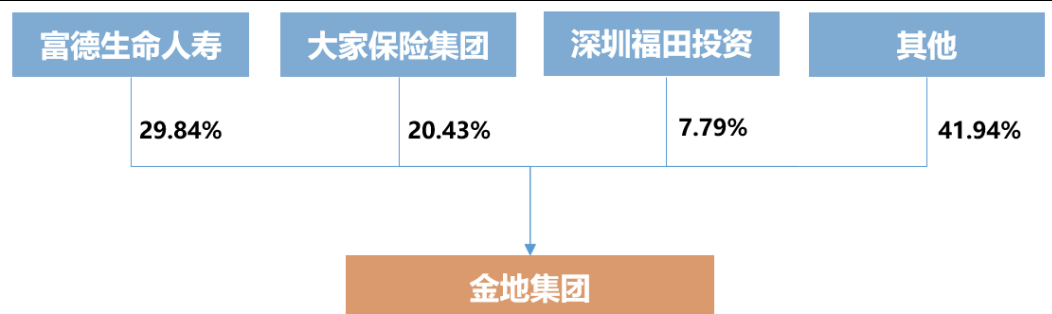 富德生命人寿
大家保险集团
深圳福田投资
其他
29.84%
20.43%
7.79%
41.94%
金地集团